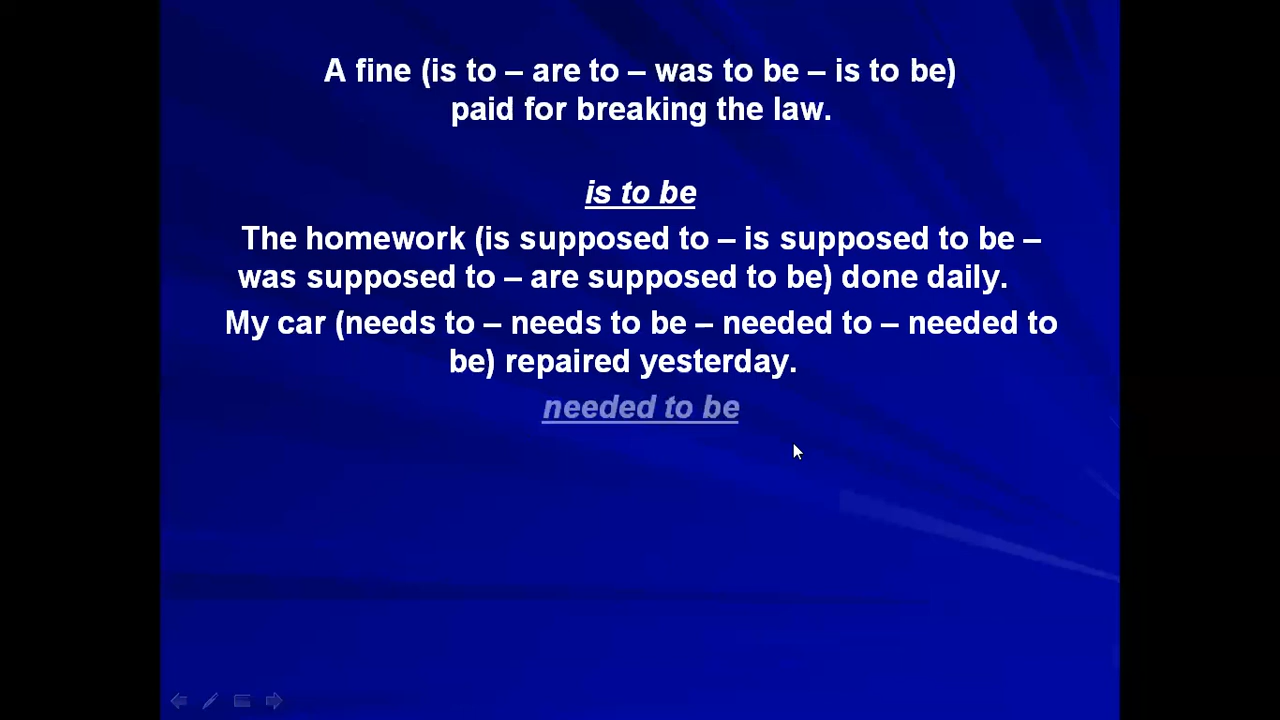 A fine (is to – are to – was to be – is to be)
paid for breaking the law.
is to be
The homework (is supposed to – is supposed to be –
was supposed to – are supposed to be) done daily.
My car (needs to – needs to be – needed to – needed to
be) repaired yesterday.
needed to be